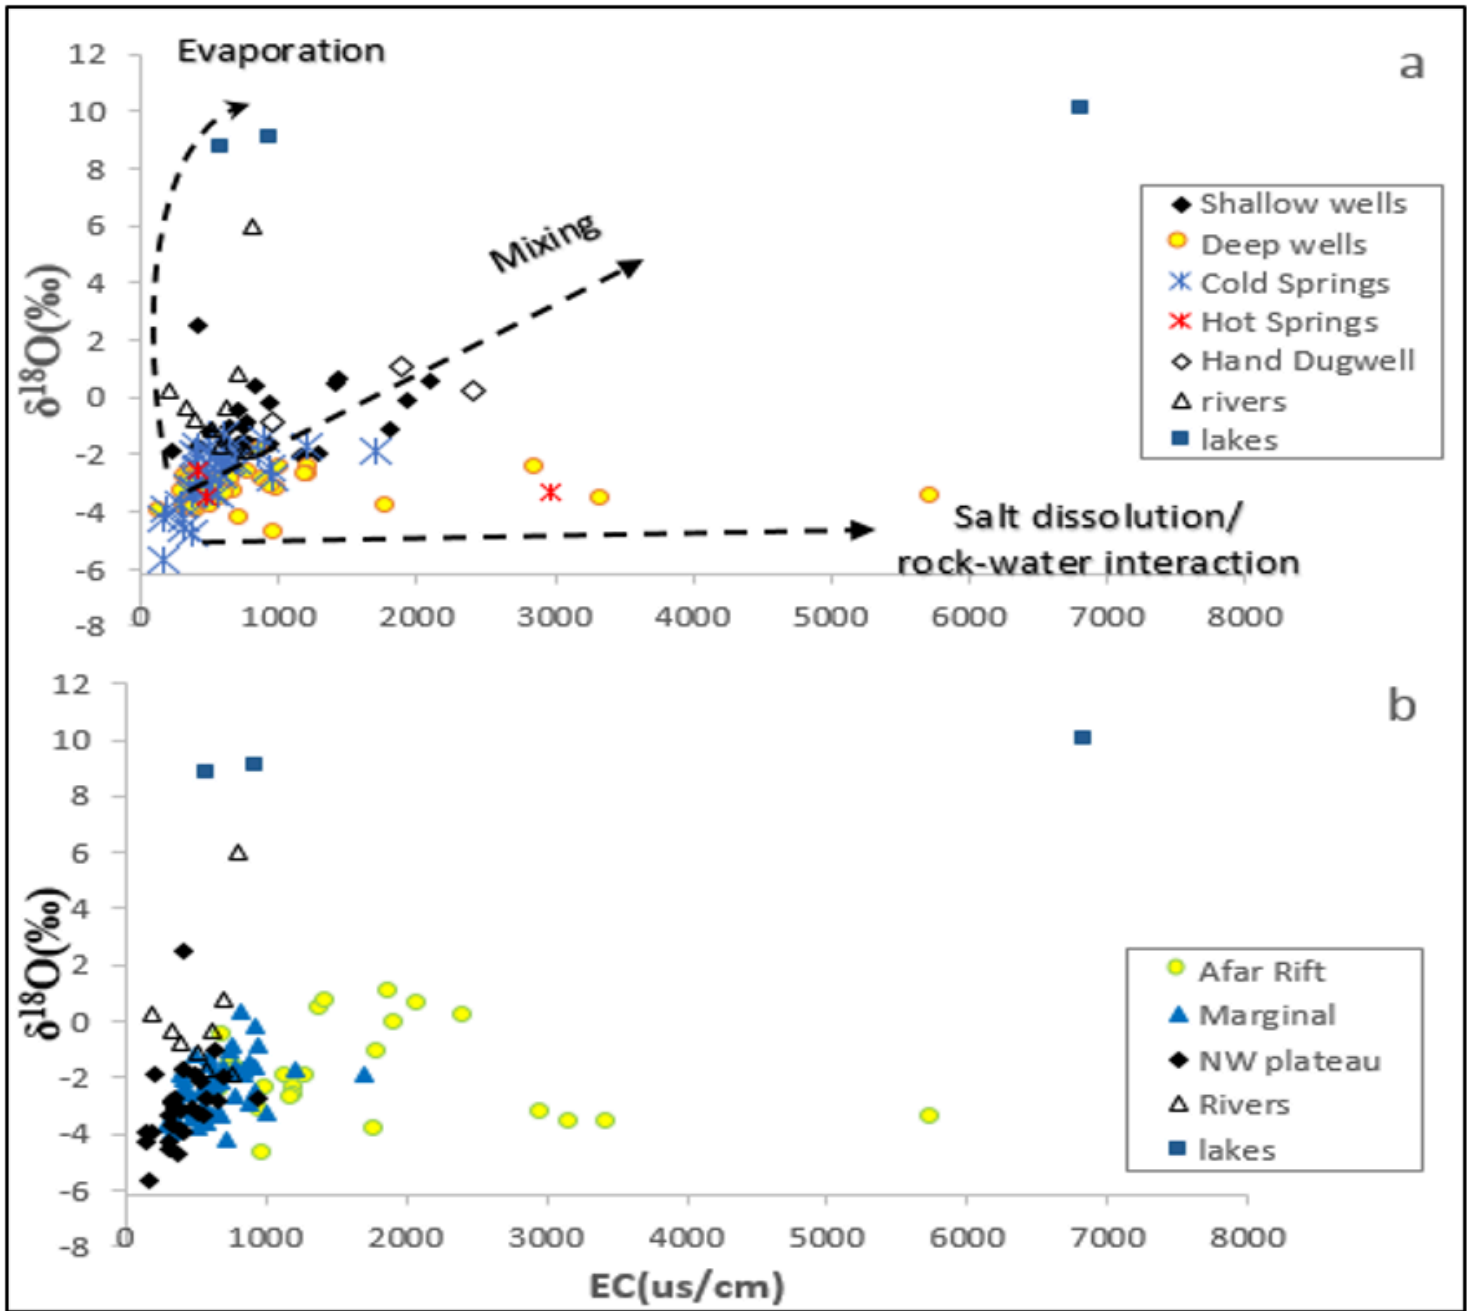 Evaporation
a
12
10
8
6
4
2
0
-2
-4
-6
-8
δ¹⁸O(‰)
Mixing
Shallow wells
Deep wells
Cold Springs
Hot Springs
Hand Dugwell
rivers
lakes
Salt dissolution/
rock-water interaction
0 1000 2000 3000 4000 5000 6000 7000 8000
b
12
10
8
6
4
2
0
-2
-4
-6
-8
δ¹⁸O(‰)
Afar Rift
Marginal
NW plateau
Rivers
lakes
0 1000 2000 3000 4000 5000 6000 7000 8000
EC(us/cm)